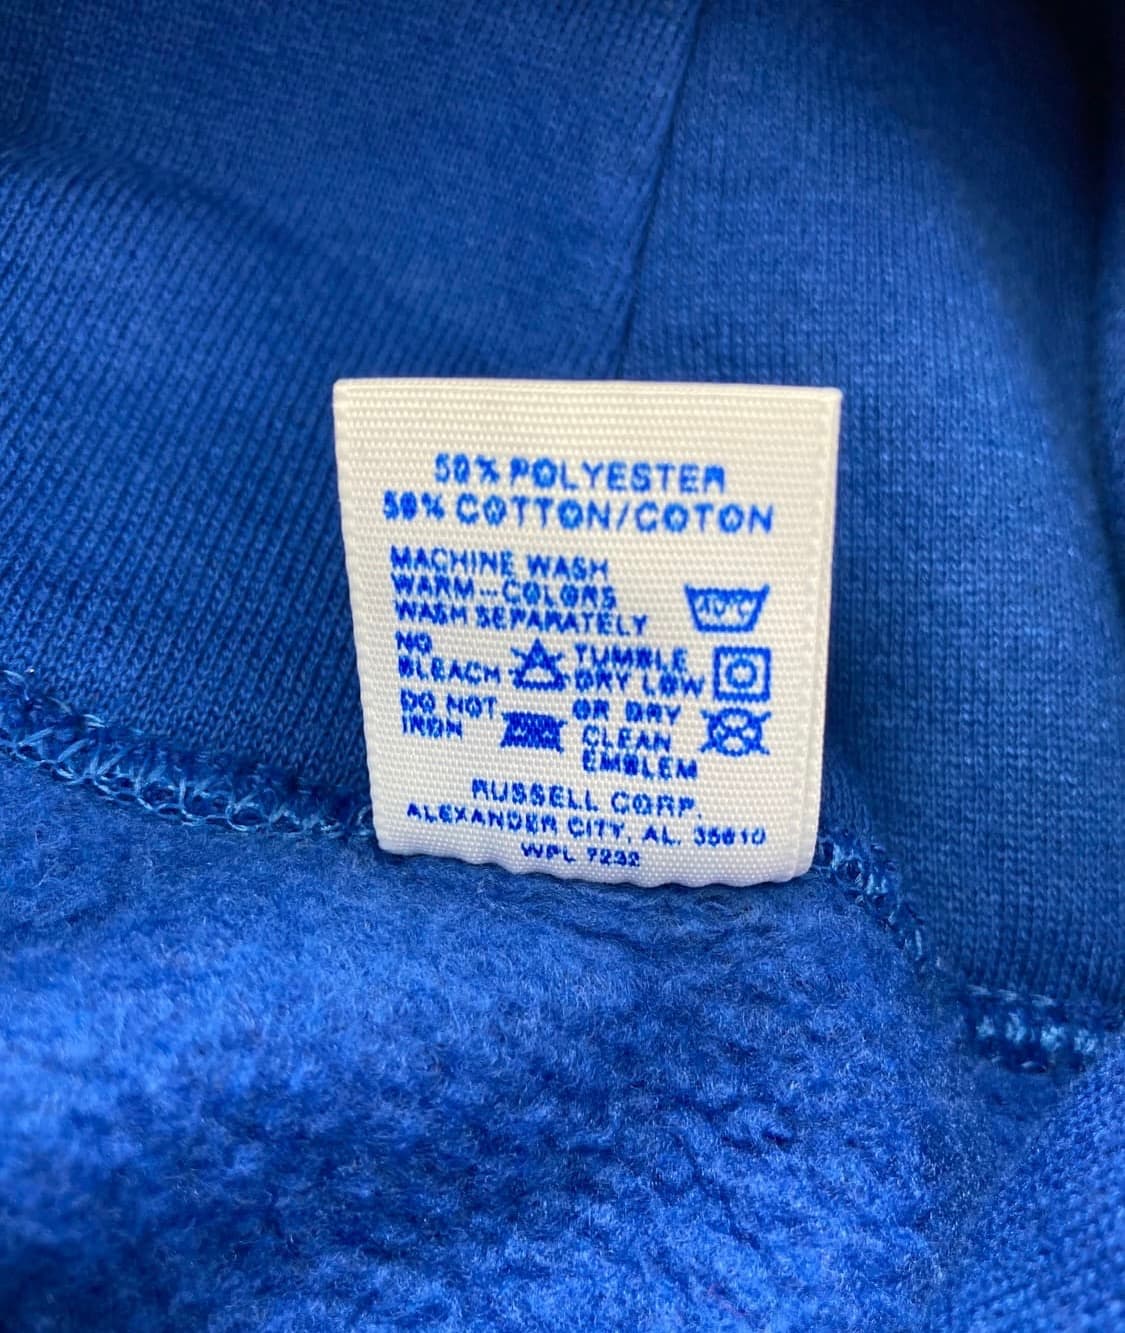 50% POLYESTER
50% COTTON/COTON
MACHINE WASH
WARM-COLORS
WASH SEPARATELY
40°C
NO
BLEACH
TUMBLE
DRY LOW
DO NOT
IRON
OR DRY
CLEAN
EMBLEM
RUSSELL CORP.
ALEXANDER CITY, AL. 35010
WPL 7232